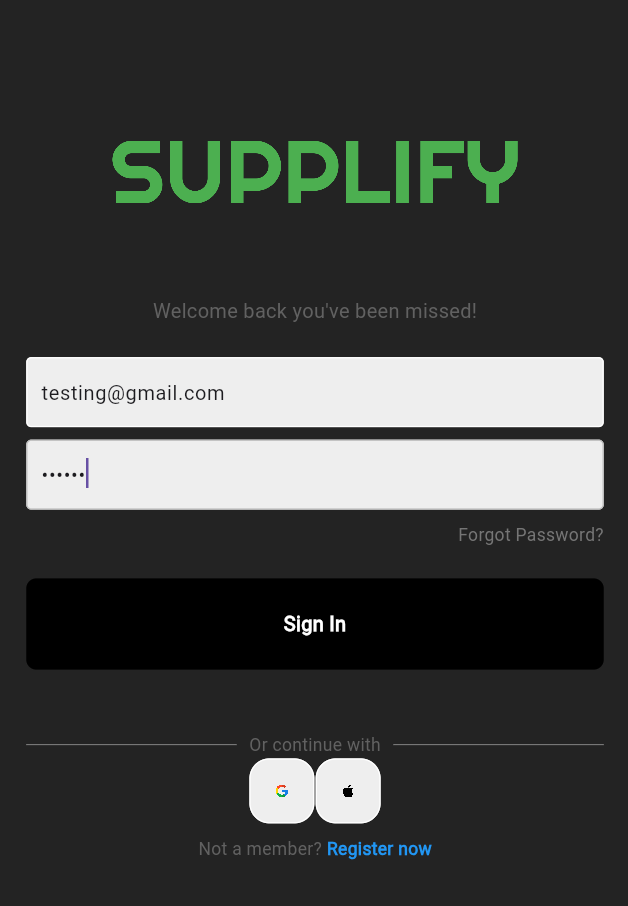 SUPPLIFY
Welcome back you've been missed!
testing@gmail.com
••••••
Forgot Password?
Sign In
Or continue with
Not a member? Register now